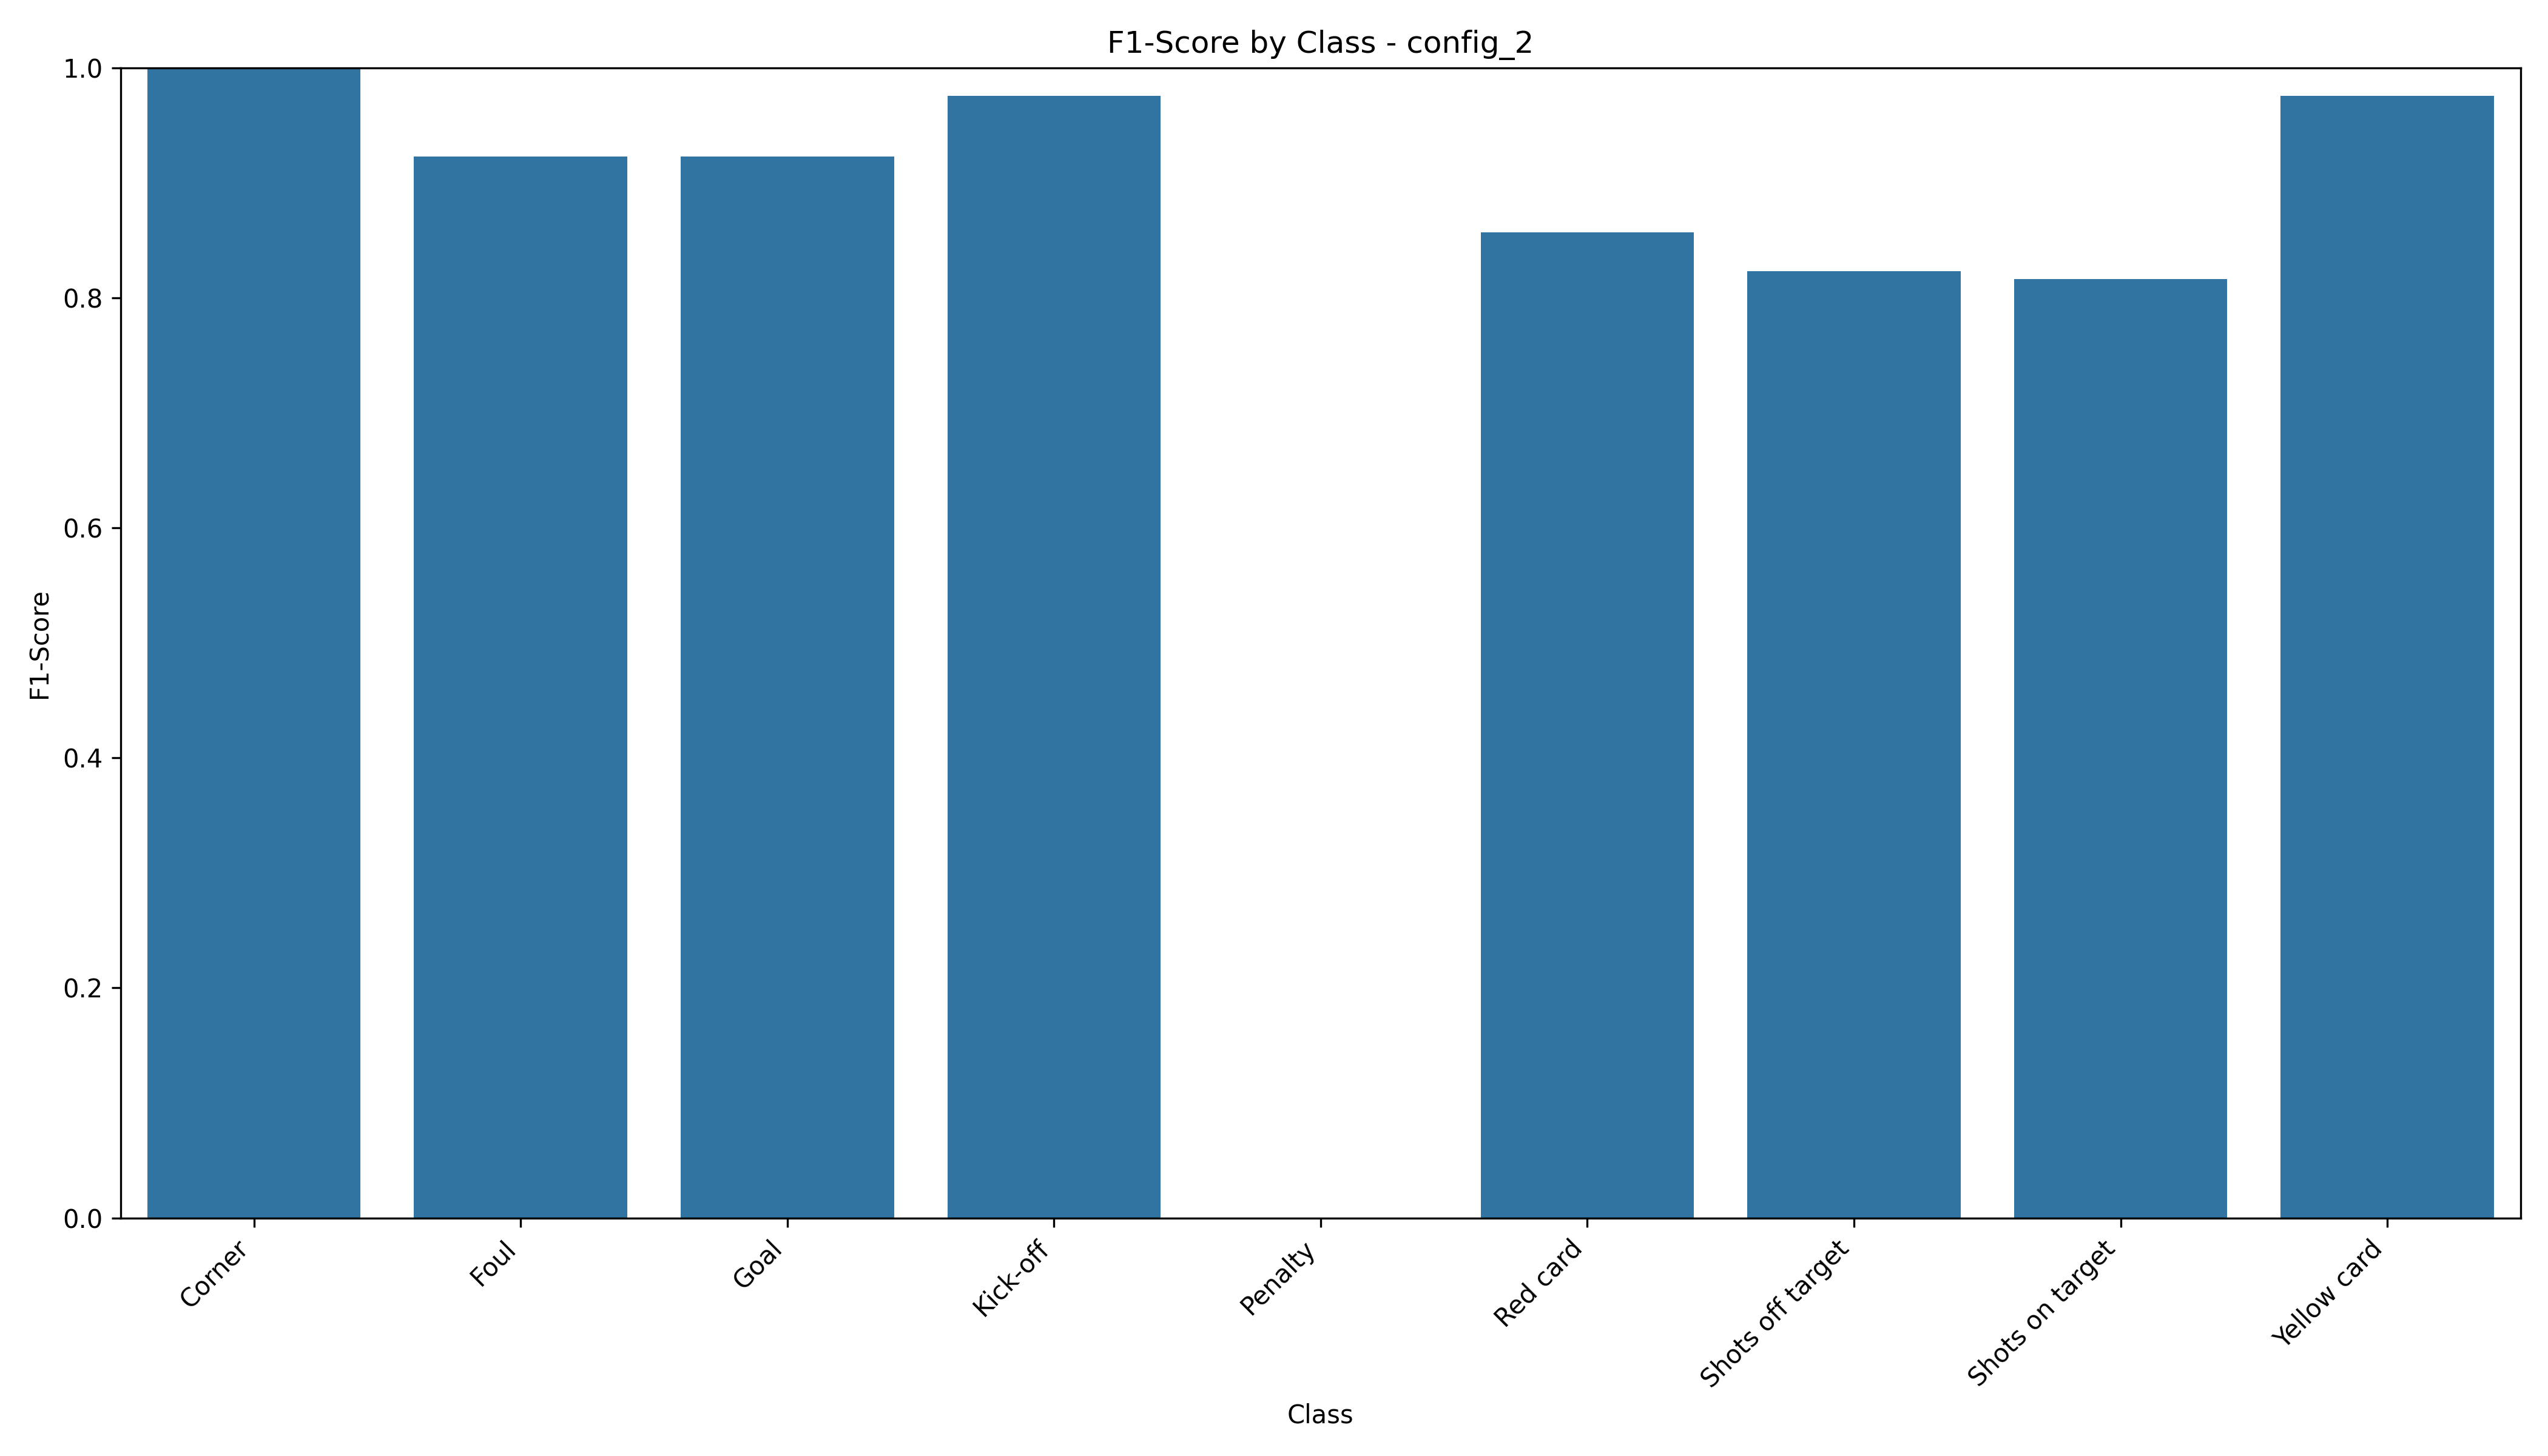 F1-Score by Class - config_2
1.0
0.8
0.6
0.4
0.2
0.0
F1-Score
Corner
Foul
Goal
Kick-off
Penalty
Red card
Shots off target
Shots on target
Yellow card
Class